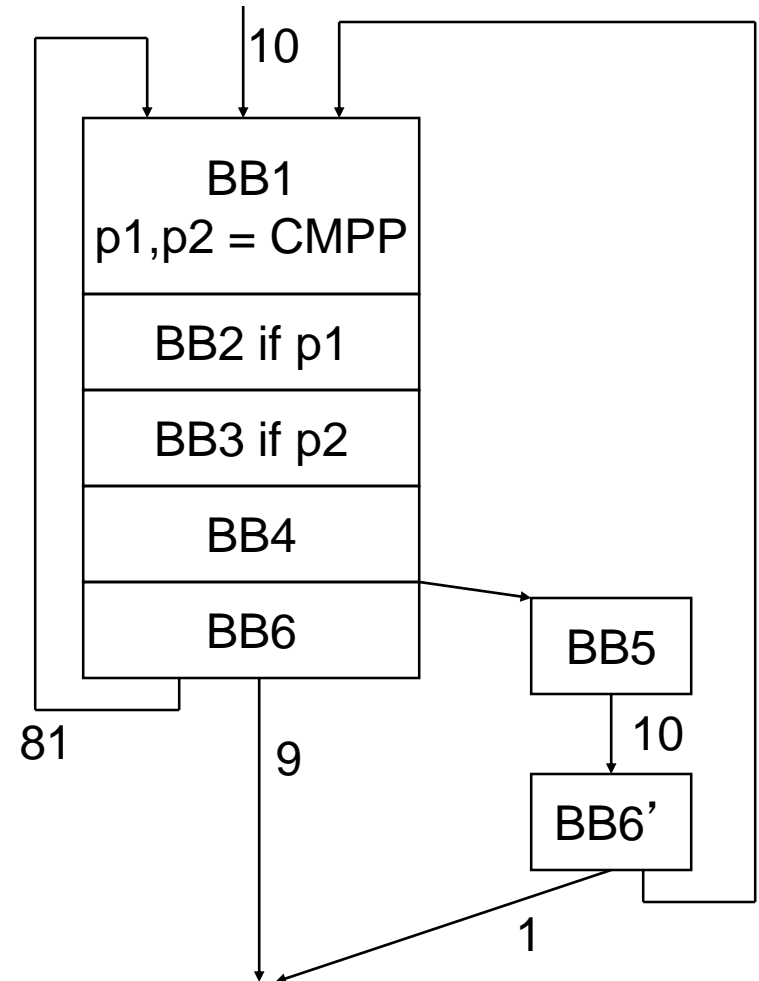 10
BB1
p1,p2 = CMPP
BB2 if p1
BB3 if p2
BB4
BB6
BB5
81
9
10
BB6’
1